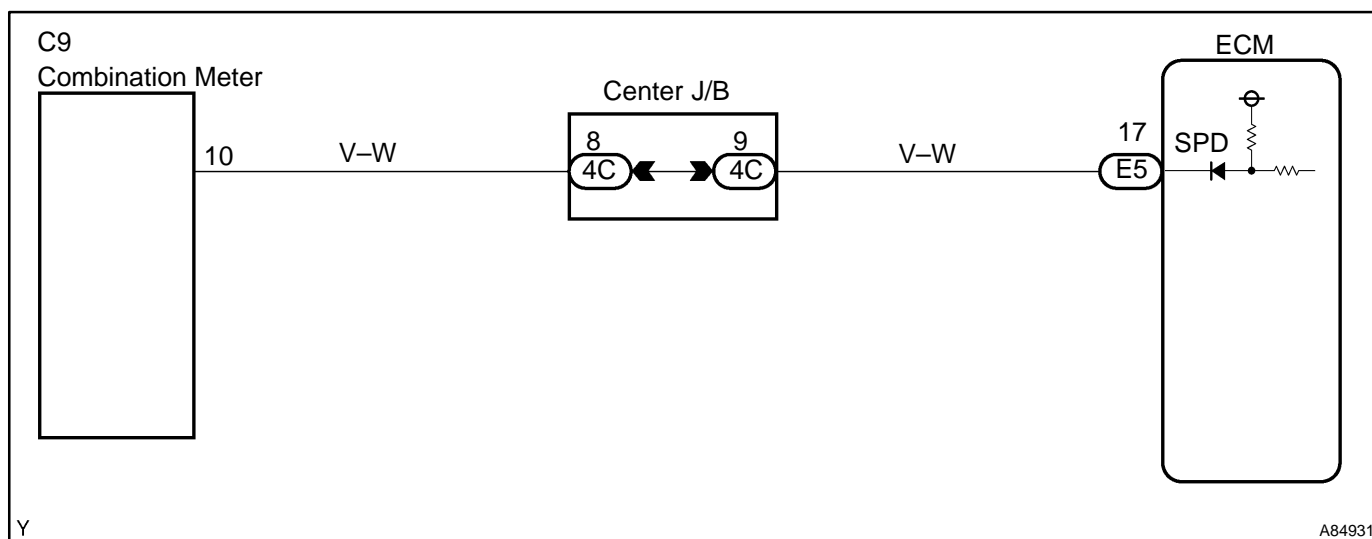 C9
Combination Meter
10
V–W
Center J/B
8
4C
9
4C
V–W
17
E5
ECM
SPD
Y
A84931